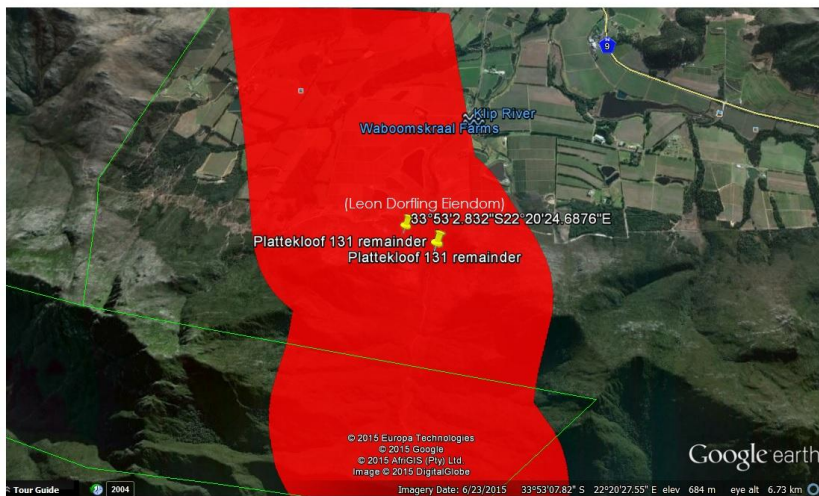 N
9
Klip River
Waboomskraal Farms
(Leon Dorfling Eiendom)
33°53'2.832"S22°20'24.6876"E
Plattekloof 131 remainder
Plattekloof 131 remainder
© 2015 Europa Technologies
© 2015 Google
© 2015 AfriGIS (Pty) Ltd.
Image © 2015 DigitalGlobe
Google earth
Tour Guide
2004
Imagery Date: 6/23/2015 33°53'07.82" S 22°20'27.55" E elev 684 m eye alt 6.73 km